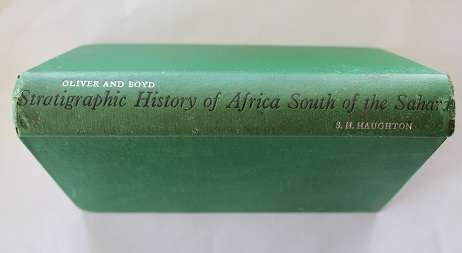 OLIVER AND BOYD
Stratigraphic History of Africa South of the Sahara
S. H. HAUGHTON